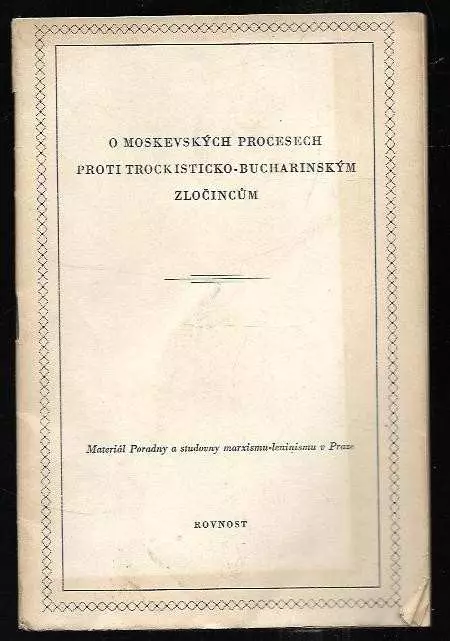 O MOSKEVSKÝCH PROCESECH
PROTI TROCKISTICKO-BUCHARINSKÝM
ZLOČINCŮM
Materiál Poradny a studovny marxismu-leninismu v Praze
ROVNOST